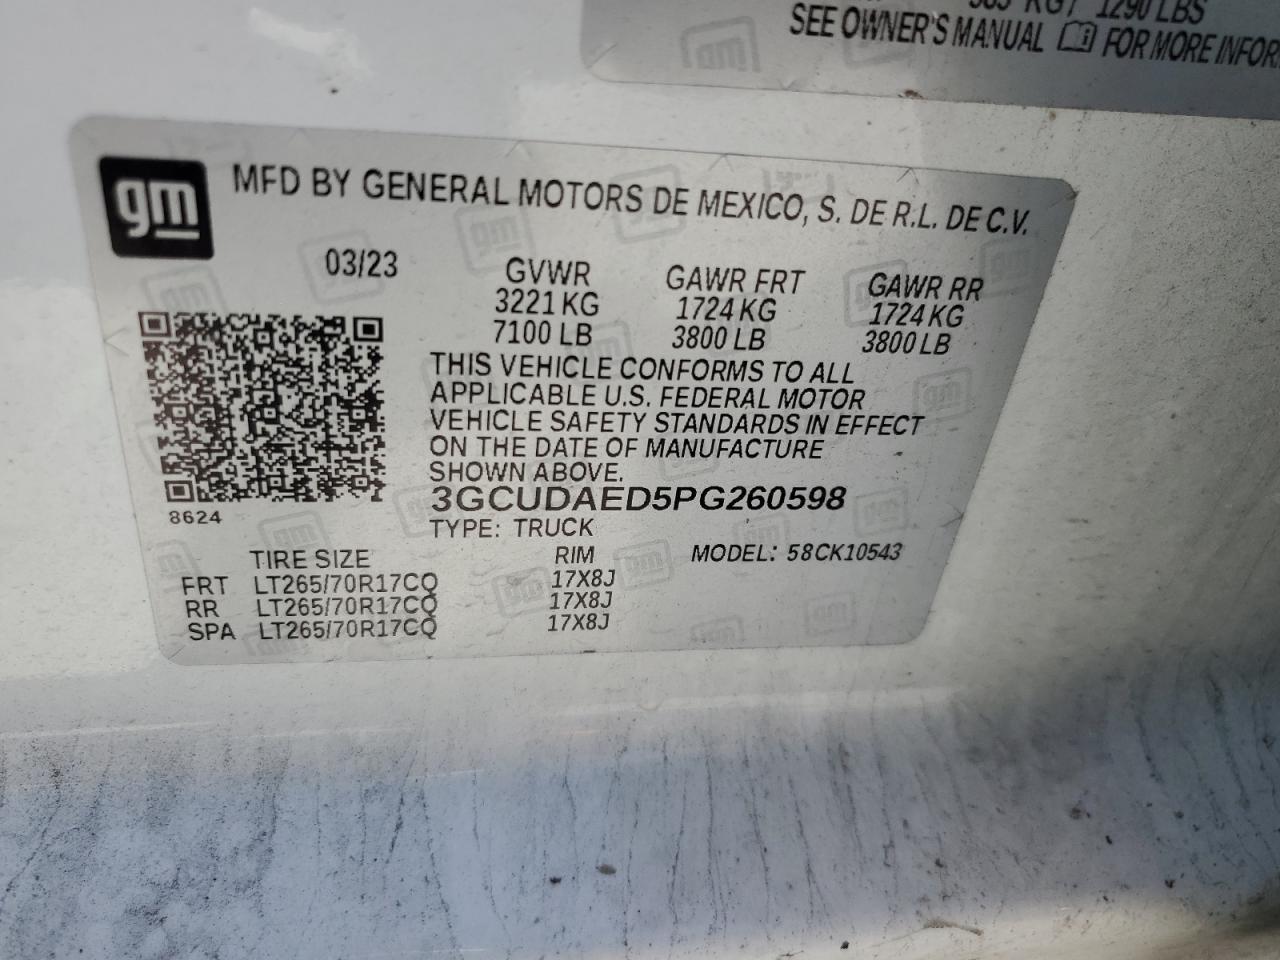 KG / 1290 LBS
SEE OWNER'S MANUAL FOR MORE
gm
MFD BY GENERAL MOTORS DE MEXICO, S. DE R.L. DE C.V.
03/23
GVWR GAWR FRT GAWR RR
3221 KG 1724 KG 1724 KG
7100 LB 3800 LB 3800 LB
THIS VEHICLE CONFORMS TO ALL
APPLICABLE U.S. FEDERAL MOTOR
VEHICLE SAFETY STANDARDS IN EFFECT
ON THE DATE OF MANUFACTURE
SHOWN ABOVE.
3GCUDAED5PG260598
8624
TYPE: TRUCK
TIRE SIZE RIM MODEL: 58CK10543
FRT LT265/70R17CQ 17X8J
RR LT265/70R17CQ 17X8J
SPA LT265/70R17CQ 17X8J